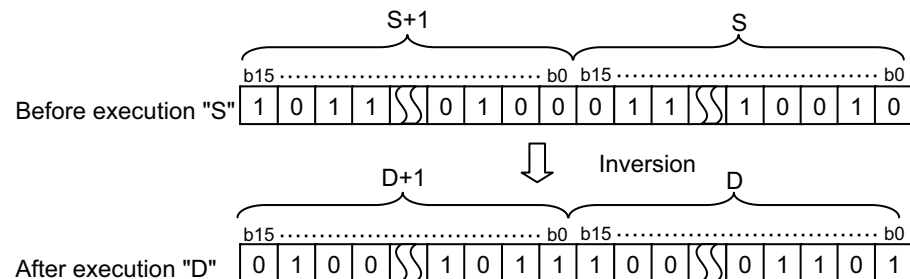 S+1 S
b15 ................................ b0 b15 ................................ b0
Before execution "S" 1 0 1 1 0 1 0 0 0 1 1 1 0 0 1 0
Inversion
D+1 D
b15 ................................ b0 b15 ................................ b0
After execution "D" 0 1 0 0 1 0 1 1 1 0 0 0 1 1 0 1